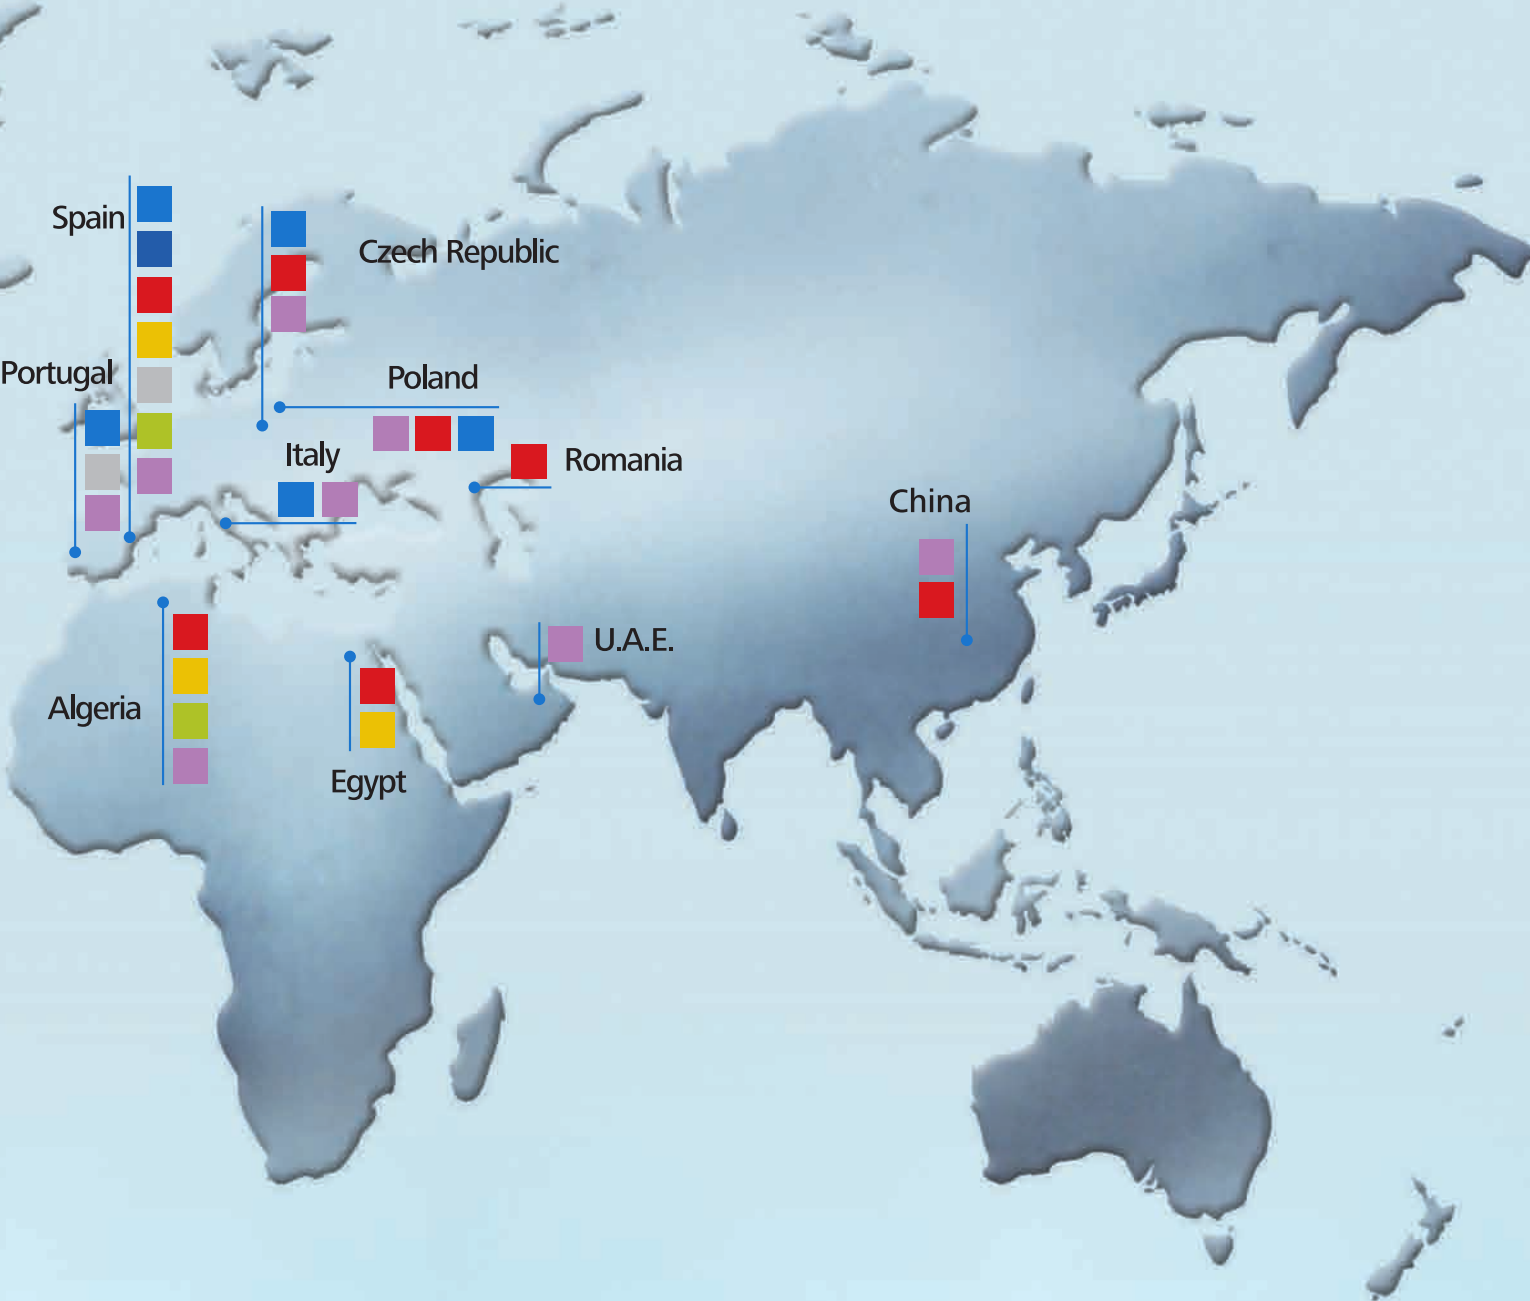 Spain
Czech Republic
Portugal
Poland
Italy
Romania
China
U.A.E.
Algeria
Egypt